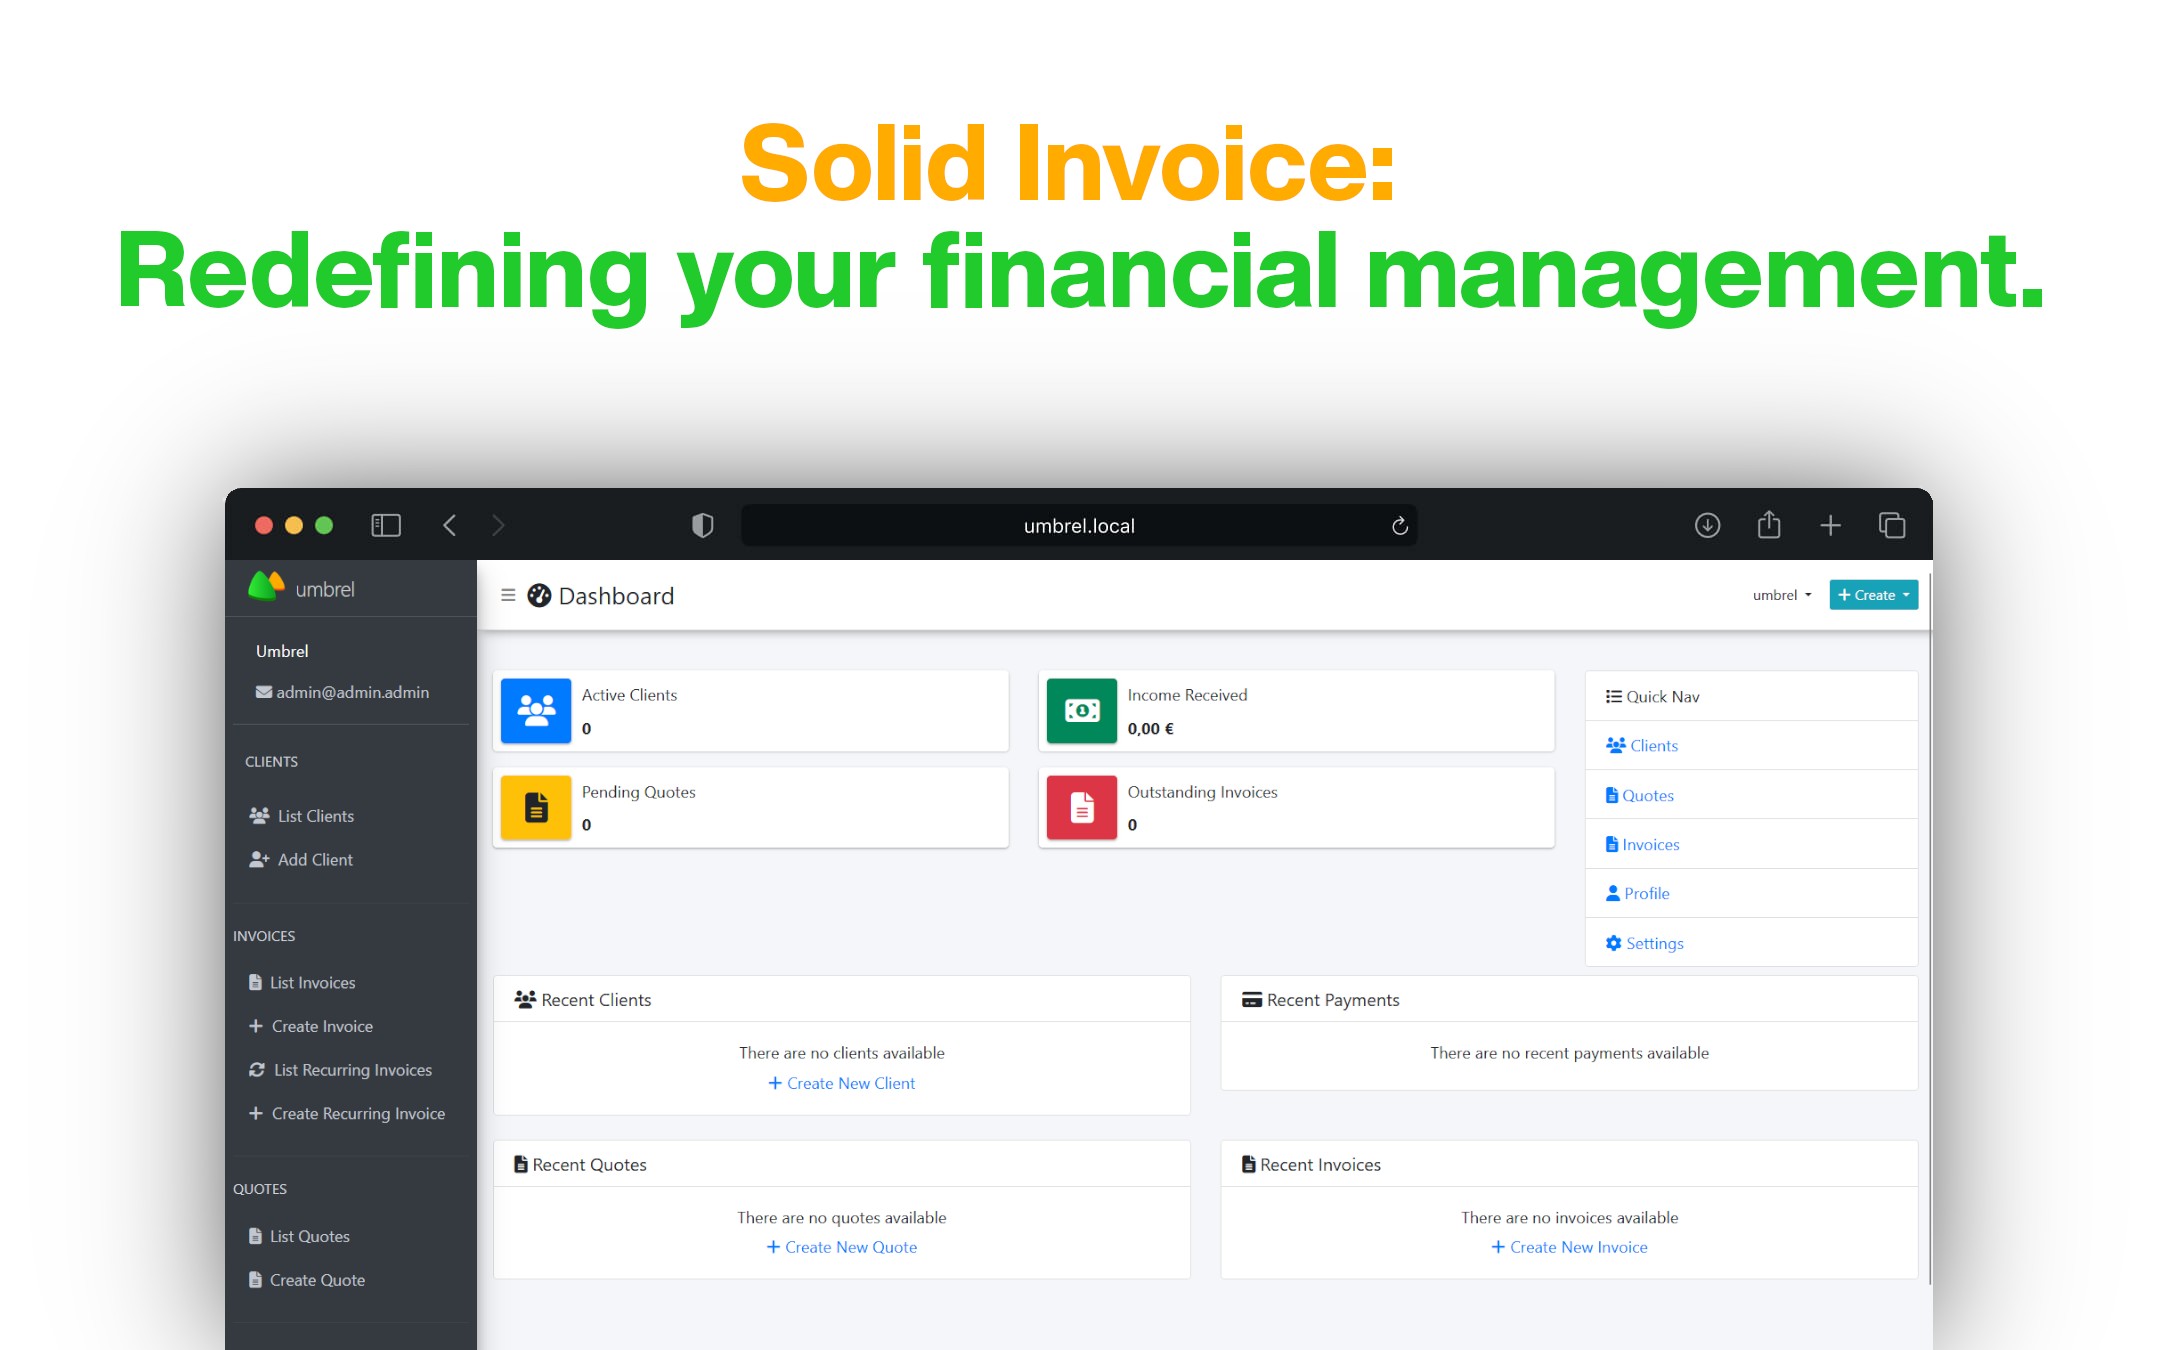 Solid Invoice:
Redefining your financial management.
umbrel.local
umbrel
Dashboard
umbrel
Create
Umbrel
admin@admin.admin
CLIENTS
List Clients
Add Client
INVOICES
List Invoices
Create Invoice
List Recurring Invoices
Create Recurring Invoice
QUOTES
List Quotes
Create Quote
Active Clients
0
Income Received
0,00 €
Pending Quotes
0
Outstanding Invoices
0
Quick Nav
Clients
Quotes
Invoices
Profile
Settings
Recent Clients
There are no clients available
+ Create New Client
Recent Payments
There are no recent payments available
Recent Quotes
There are no quotes available
+ Create New Quote
Recent Invoices
There are no invoices available
+ Create New Invoice